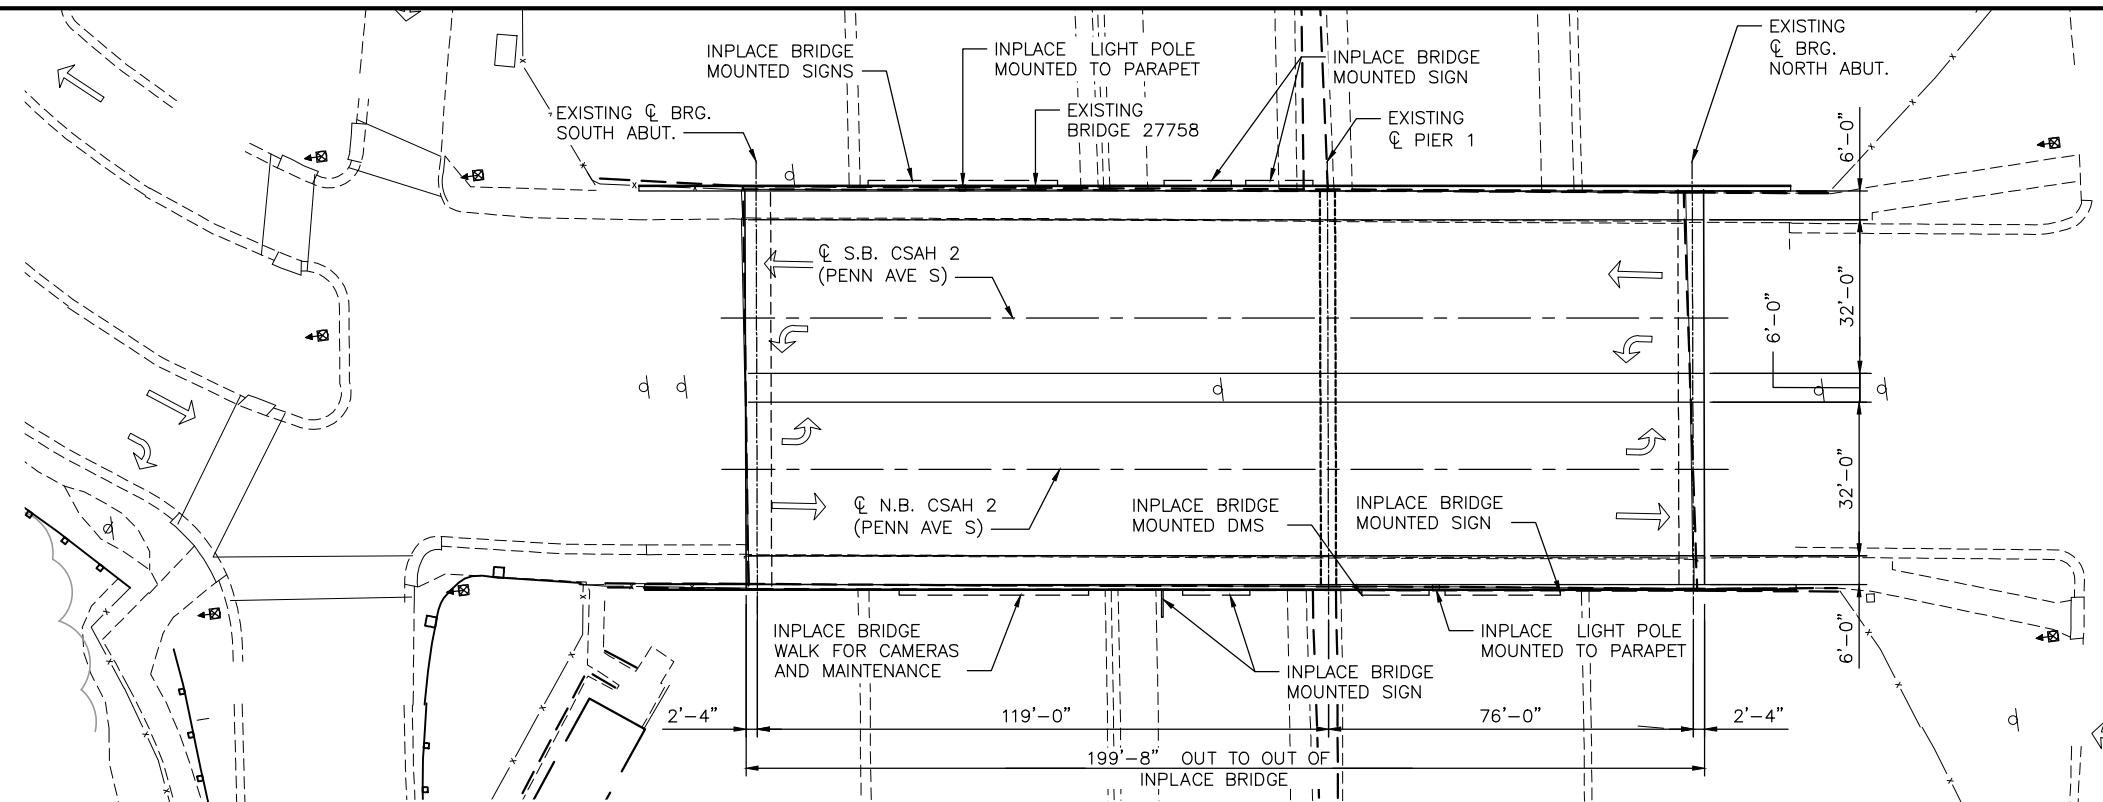 INPLACE BRIDGE
MOUNTED SIGNS
INPLACE LIGHT POLE
MOUNTED TO PARAPET
INPLACE BRIDGE
MOUNTED SIGN
EXISTING
℄ BRG.
NORTH ABUT.
EXISTING ℄ BRG.
SOUTH ABUT.
EXISTING
BRIDGE 27758
EXISTING
℄ PIER 1
6'-0"
℄ S.B. CSAH 2
(PENN AVE S)
32'-0"
6'-0"
℄ N.B. CSAH 2
(PENN AVE S)
INPLACE BRIDGE
MOUNTED DMS
INPLACE BRIDGE
MOUNTED SIGN
32'-0"
INPLACE BRIDGE
WALK FOR CAMERAS
AND MAINTENANCE
INPLACE BRIDGE
MOUNTED SIGN
INPLACE LIGHT POLE
MOUNTED TO PARAPET
6'-0"
2'-4"
119'-0"
76'-0"
2'-4"
199'-8" OUT TO OUT OF
INPLACE BRIDGE